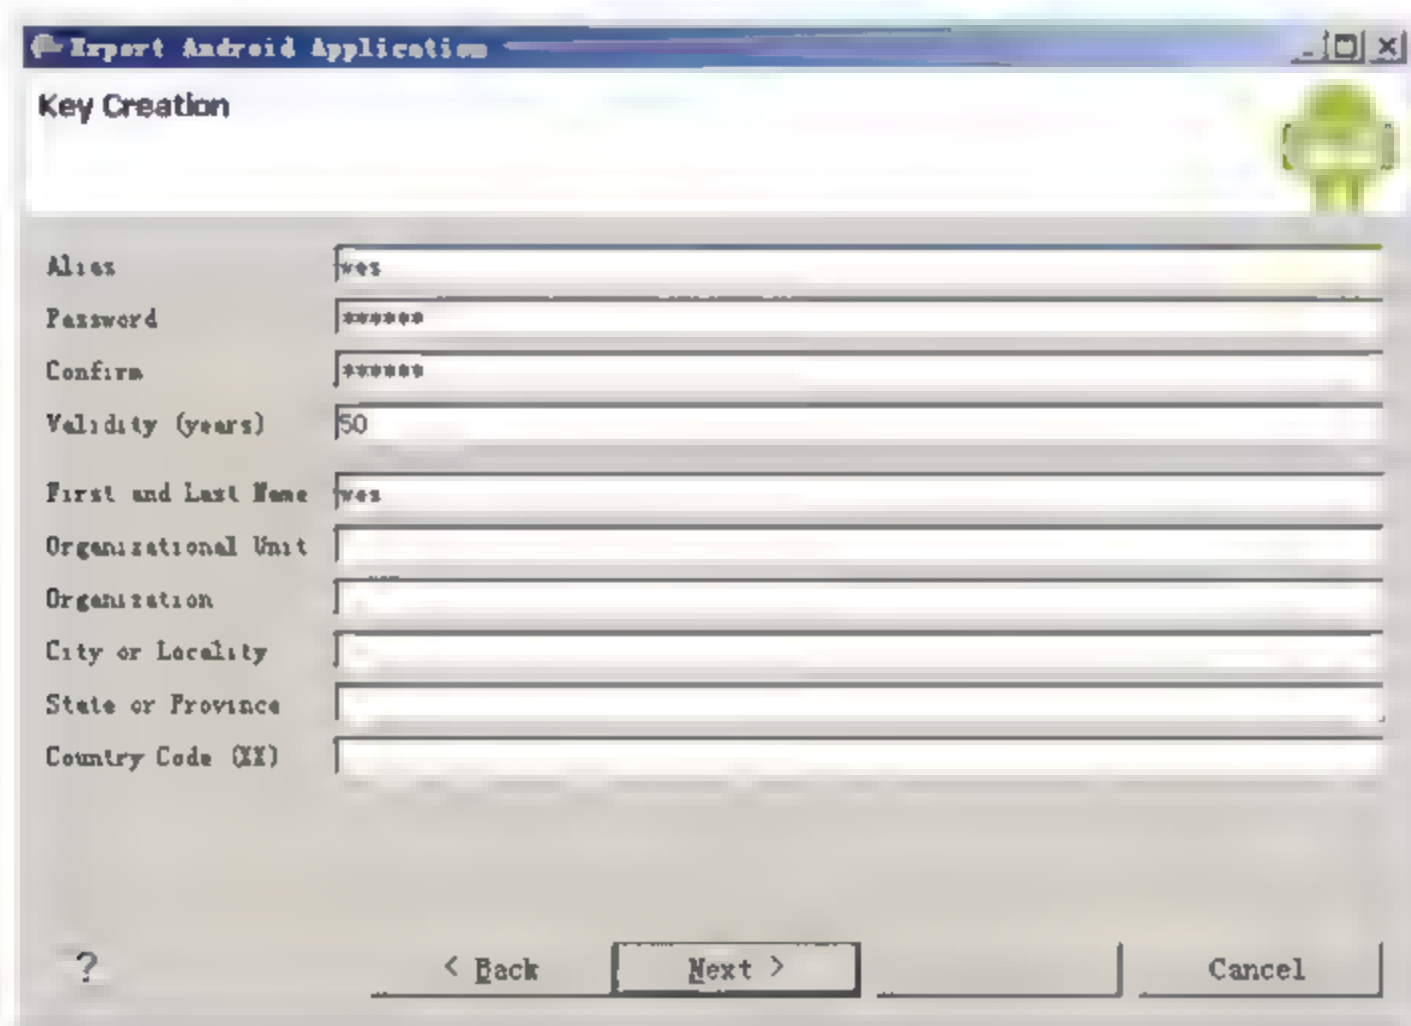 Export Android Application
Key Creation
Alias wes
Password ******
Confirm ******
Validity (years) 50
First and Last Name wes
Organizational Unit
Organization
City or Locality
State or Province
Country Code (XX)
? < Back Next > Cancel